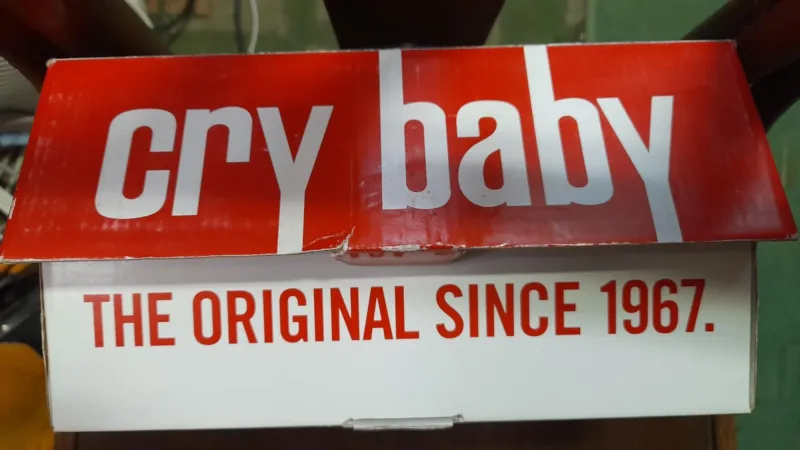 cry baby
THE ORIGINAL SINCE 1967.